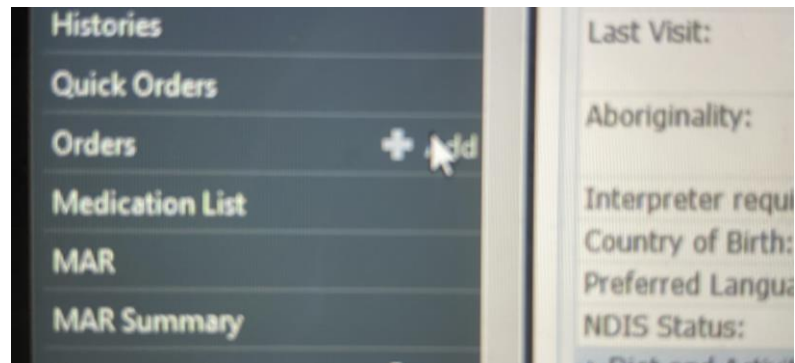 Histories
Quick Orders
Orders
Add
Medication List
MAR
MAR Summary
Last Visit:
Aboriginality:
Interpreter requi
Country of Birth:
Preferred Langua
NDIS Status: